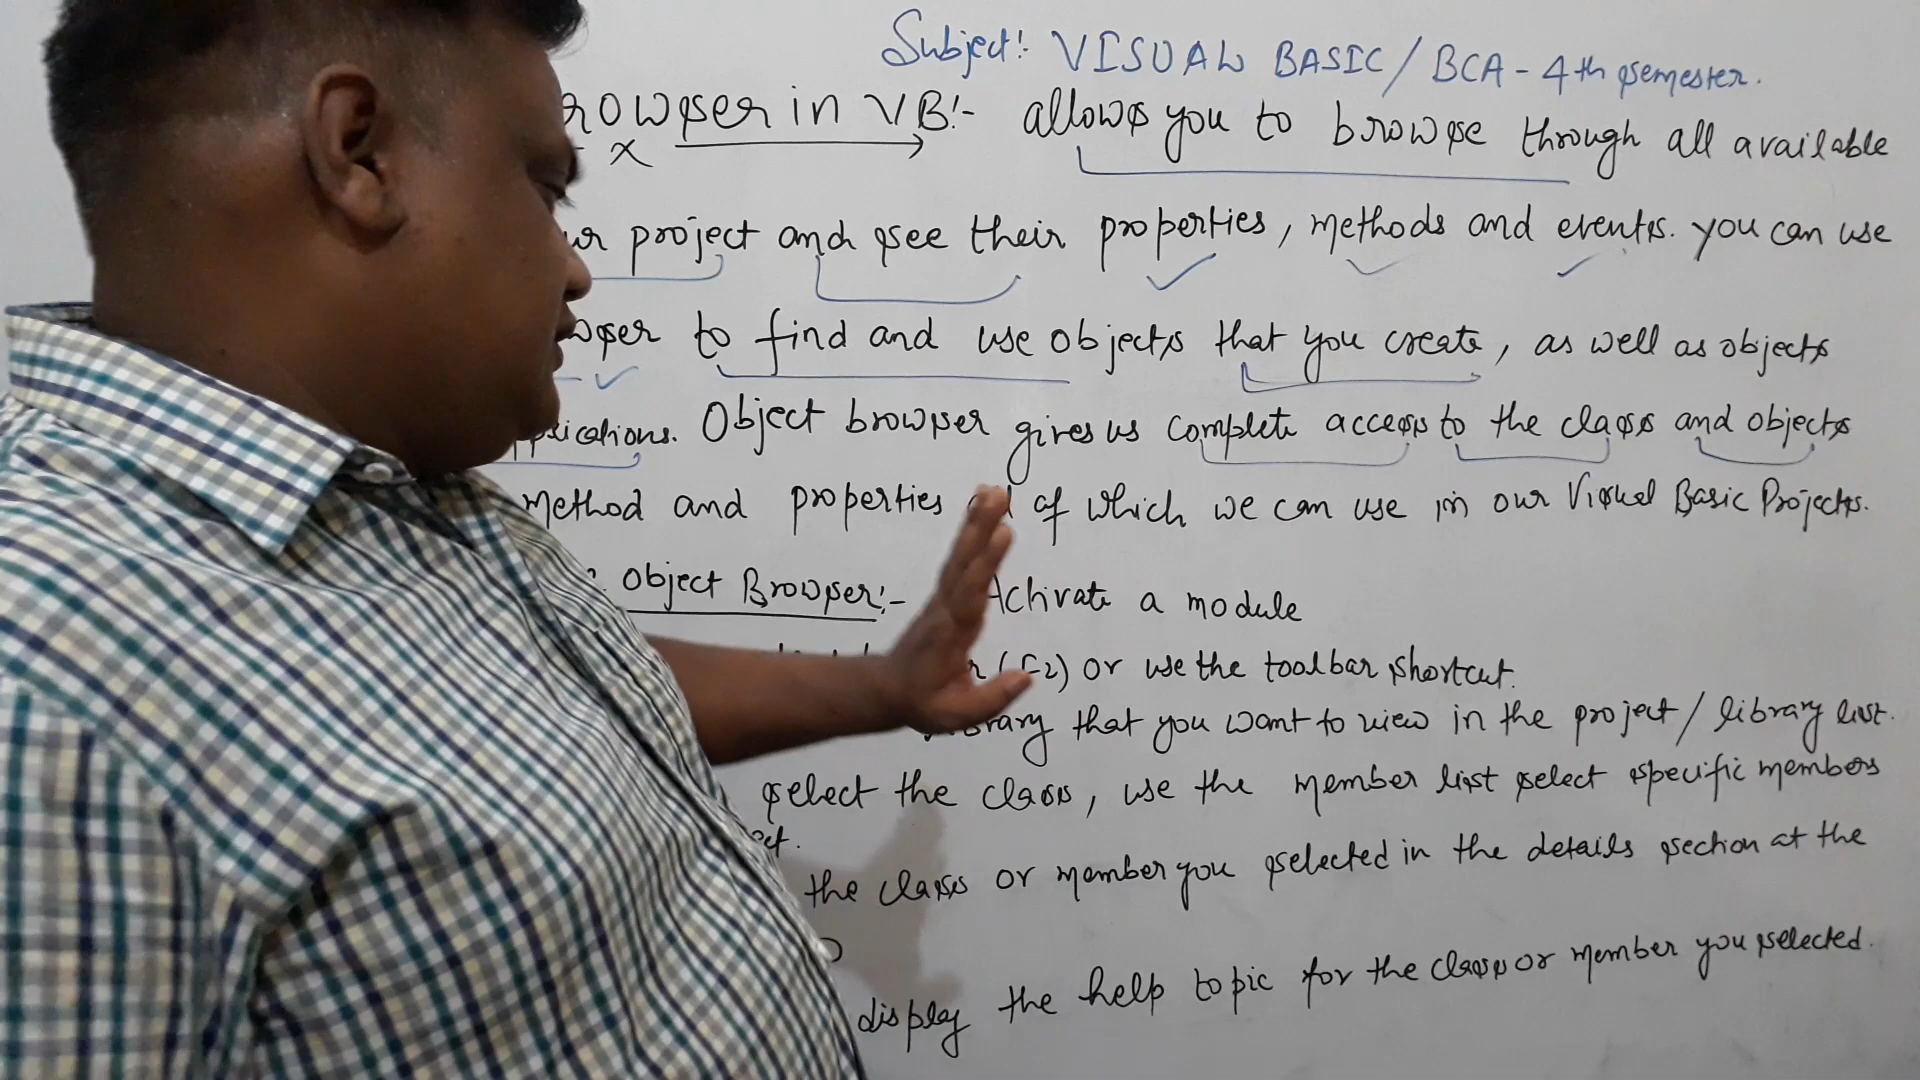 Subject:- VISUAL BASIC / BCA - 4th semester.
rowser in VB:- allows you to browse through all available
ur project and see their properties, methods and events. you can use
wser to find and use objects that you create, as well as objects
pplications. Object browser gives us complete access to the class and objects
method and properties of which we can use in our Visual Basic Projects.
Object Browser:- Activate a module
r (F2) or use the toolbar shortcut.
brary that you want to view in the project / library list.
select the class, use the member list select specific members
ect.
the class or member you selected in the details section at the
display the help topic for the class or member you selected.